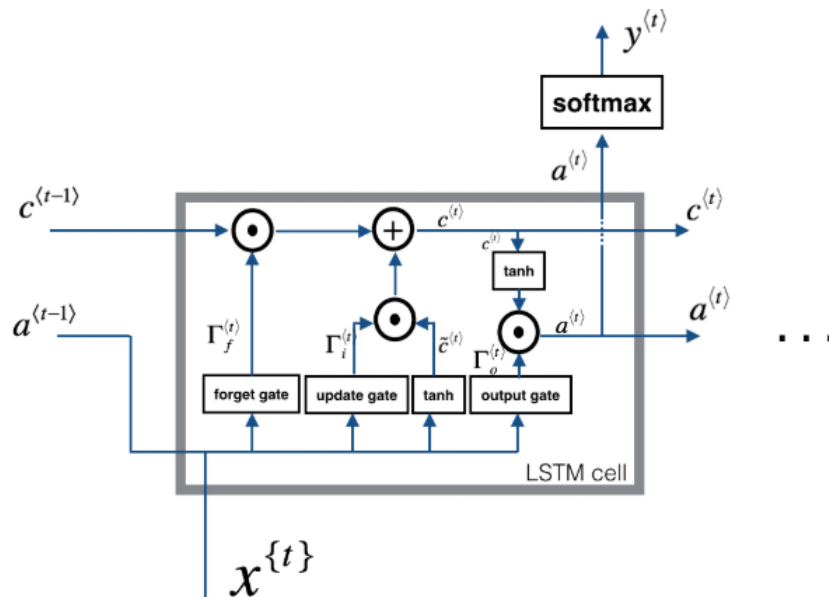 y⟨t⟩
softmax
a⟨t⟩
c⟨t−1⟩
c⟨t⟩
c⟨t⟩
c⟨t⟩
tanh
a⟨t−1⟩
Γf⟨t⟩
Γi⟨t⟩
c̃⟨t⟩
Γo⟨t⟩
a⟨t⟩
a⟨t⟩
. . .
forget gate
update gate
tanh
output gate
LSTM cell
x{t}